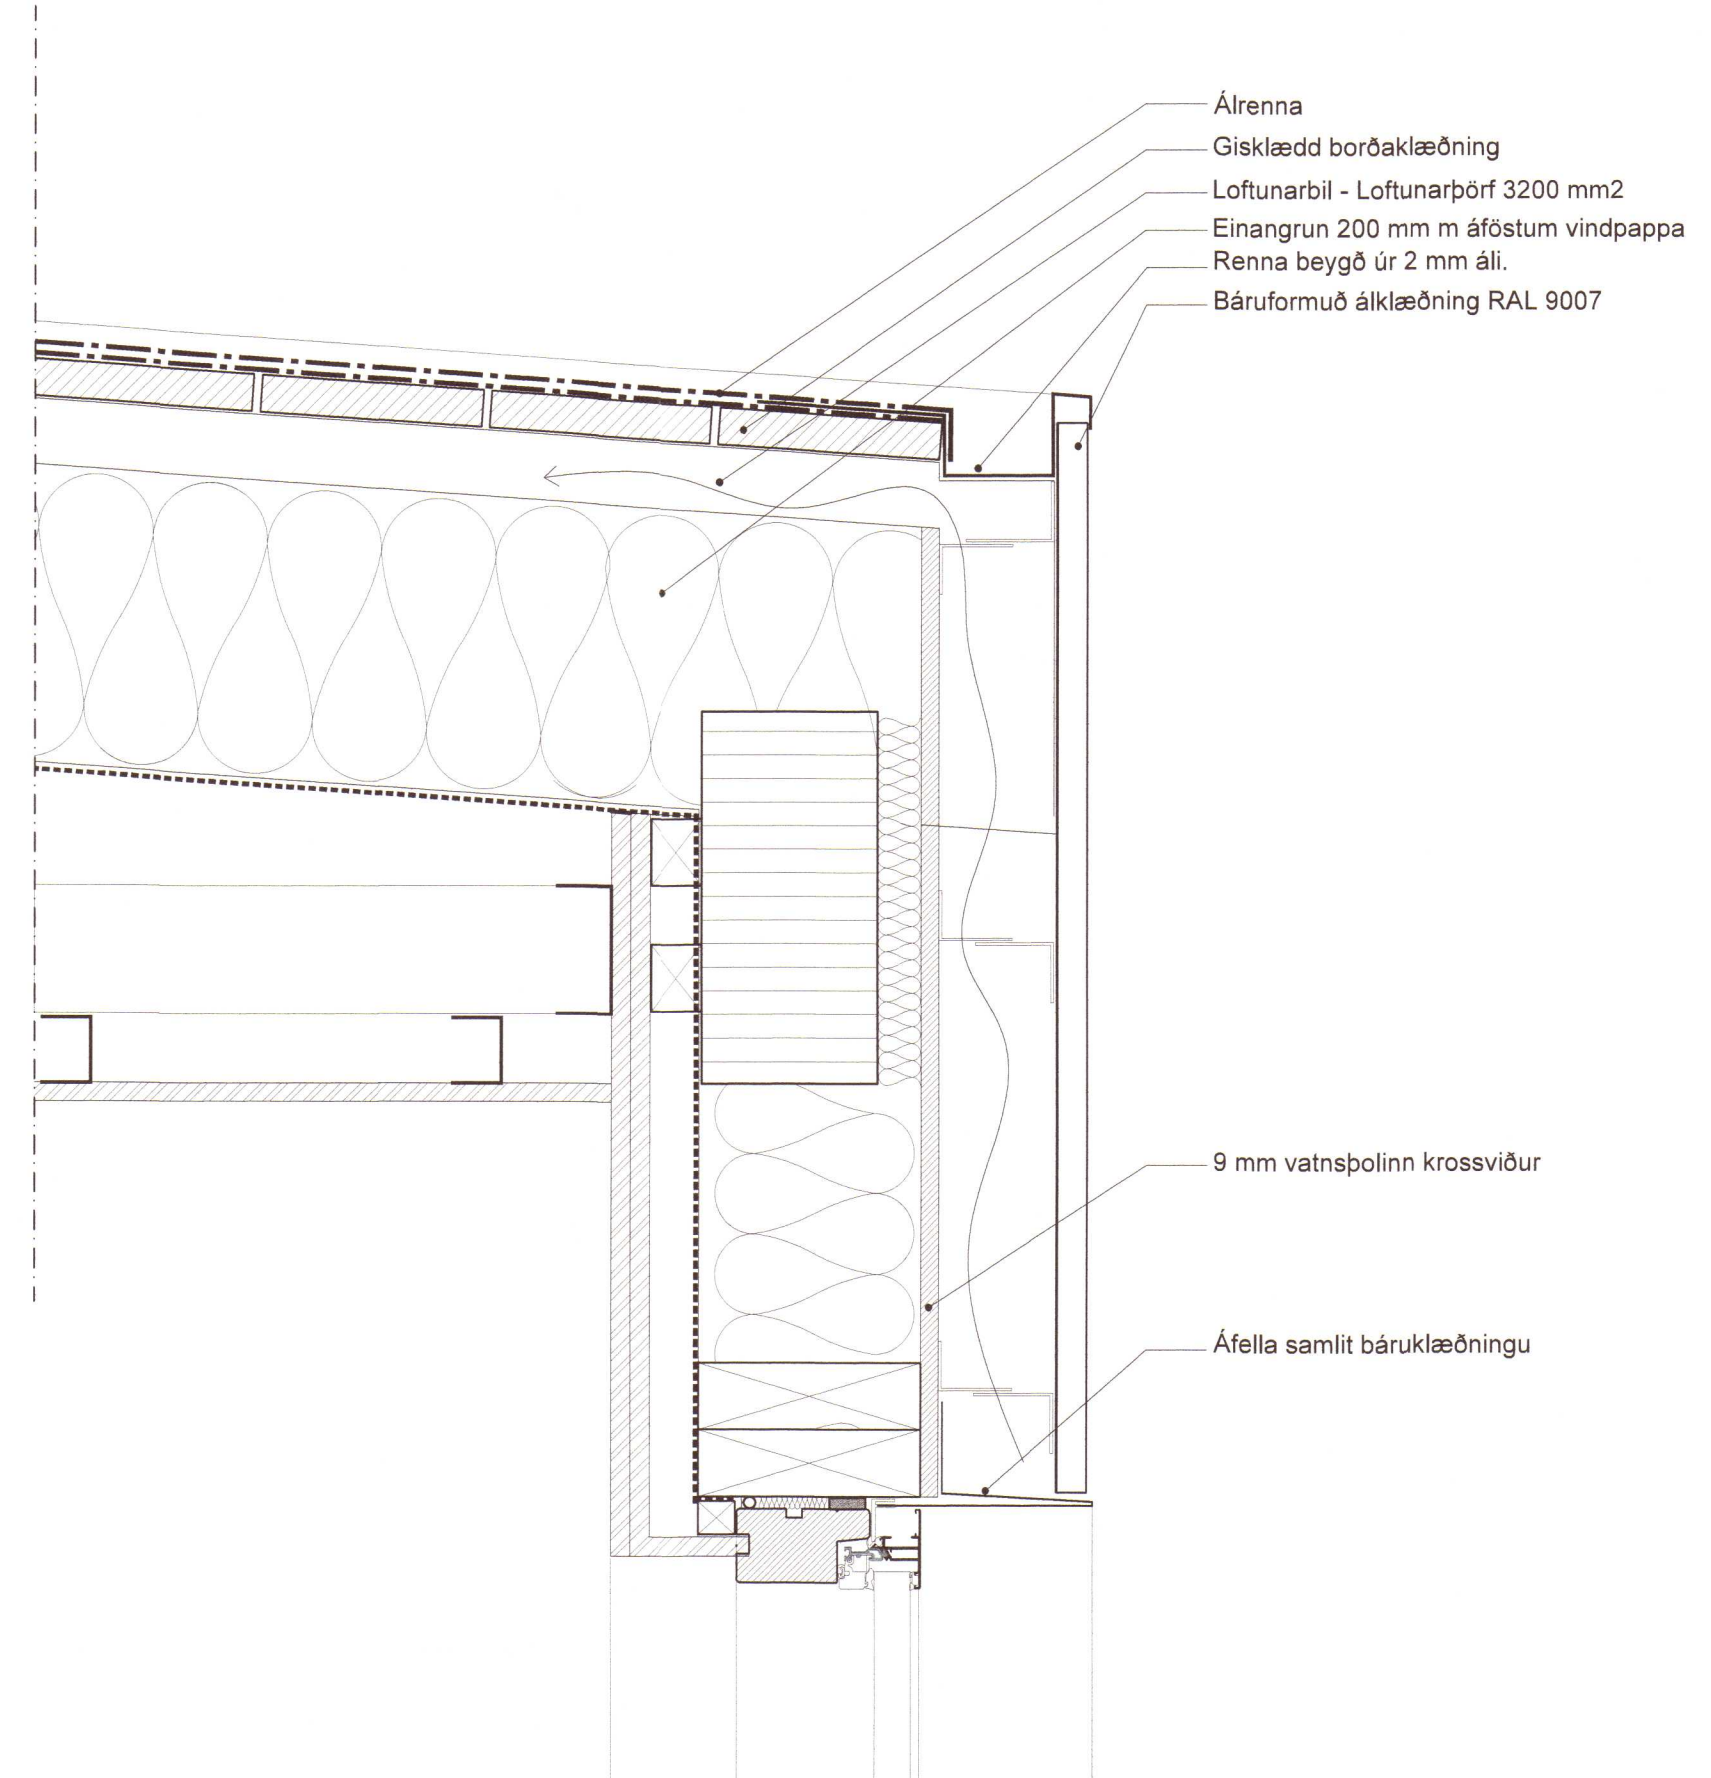 Álrenna
Gisklædd borðaklæðning
Loftunarbil - Loftunarþörf 3200 mm2
Einangrun 200 mm m áföstum vindpappa
Renna beygð úr 2 mm áli.
Báruformuð álklæðning RAL 9007
9 mm vatnsþolinn krossviður
Áfella samlit báruklæðningu